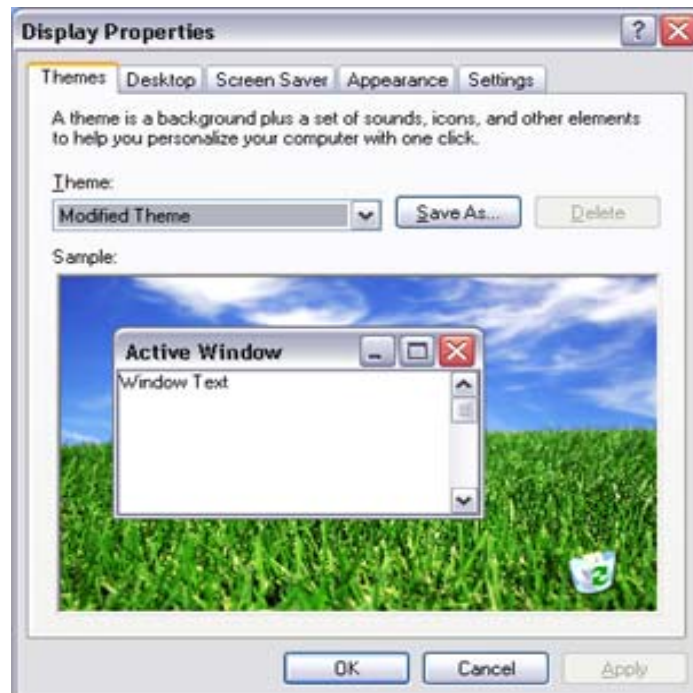 Display Properties
Themes Desktop Screen Saver Appearance Settings
A theme is a background plus a set of sounds, icons, and other elements
to help you personalize your computer with one click.
Theme:
Modified Theme Save As... Delete
Sample:
Active Window
Window Text
OK Cancel Apply